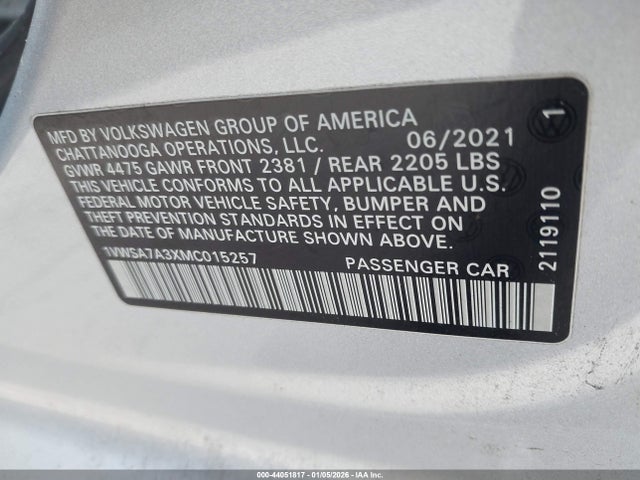 MFD BY VOLKSWAGEN GROUP OF AMERICA
CHATTANOOGA OPERATIONS, LLC. 06/2021
GVWR 4475 GAWR FRONT 2381 / REAR 2205 LBS
THIS VEHICLE CONFORMS TO ALL APPLICABLE U.S.
FEDERAL MOTOR VEHICLE SAFETY, BUMPER AND
THEFT PREVENTION STANDARDS IN EFFECT ON
THE DATE OF MANUFACTURE SHOWN ABOVE.
1VWSA7A3XMC015257 PASSENGER CAR
2119110 1
000-44051817 - 01/05/2026 - IAA Inc.